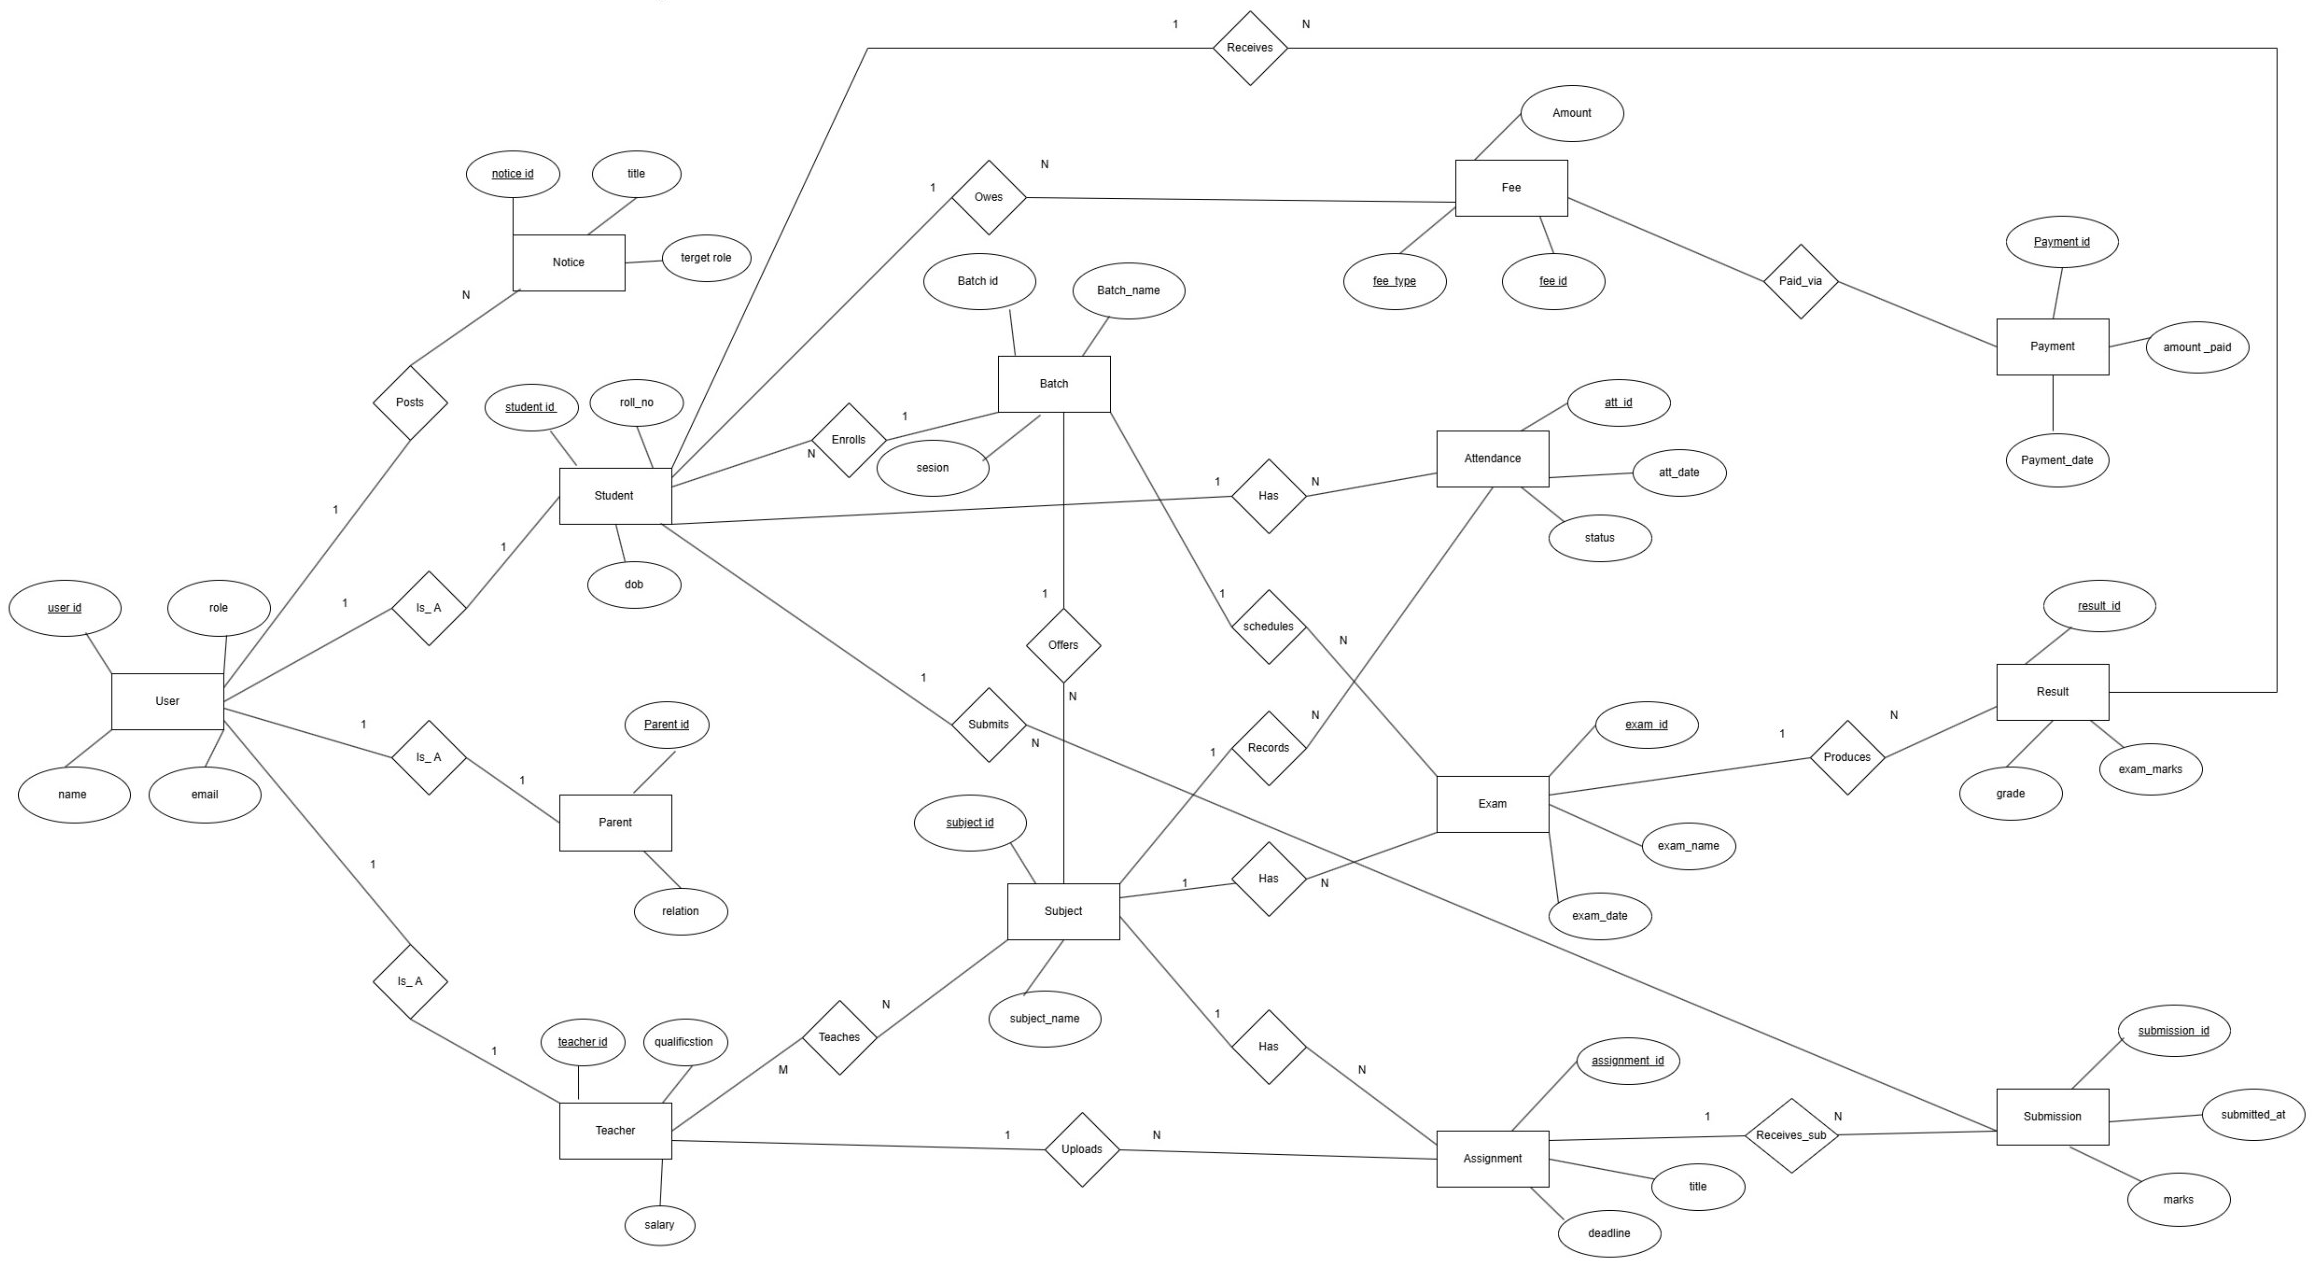 1
N
Receives
Amount
N
notice id
title
1
Owes
Fee
terget role
Notice
Payment id
Batch id
Batch_name
fee_type
fee id
Paid_via
N
Payment
amount _paid
Batch
Posts
student id
roll_no
att_id
1
Enrolls
N
sesion
Attendance
att_date
Payment_date
Student
1
N
Has
1
status
1
dob
user id
role
1
Is_ A
1
1
schedules
result_id
N
Offers
1
N
Result
User
1
Parent id
Submits
N
1
Records
N
exam_id
1
N
Is_ A
1
Produces
exam_marks
name
email
grade
Parent
subject id
Exam
exam_name
1
1
Has
N
relation
Subject
exam_date
Is_ A
N
subject_name
1
submission_id
teacher id
qualificstion
Teaches
Has
1
M
N
assignment_id
Teacher
1
N
Uploads
1
N
Receives_sub
Submission
submitted_at
Assignment
title
marks
salary
deadline